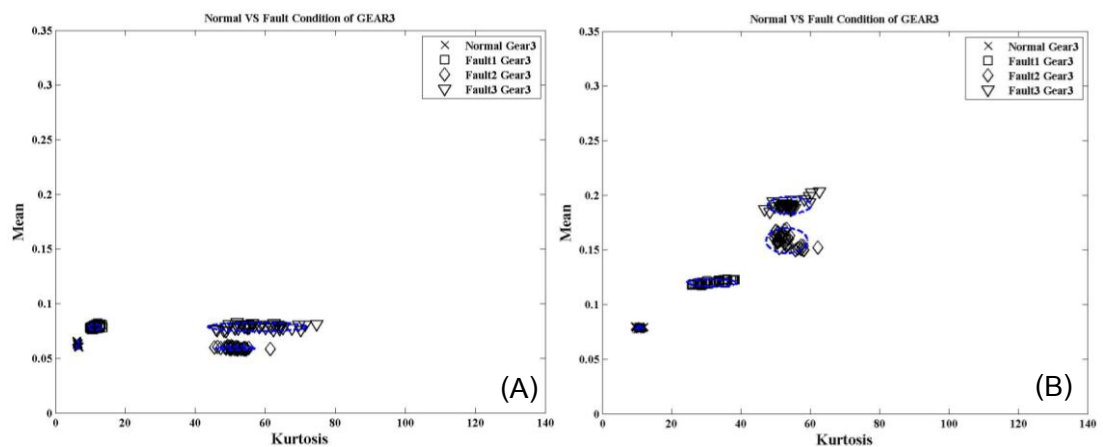 Normal VS Fault Condition of GEAR3
0.35
0.3
0.25
0.2
0.15
0.1
0.05
0
Mean
Normal Gear3
Fault1 Gear3
Fault2 Gear3
Fault3 Gear3
(A)
0 20 40 60 80 100 120 140
Kurtosis
Normal VS Fault Condition of GEAR3
0.35
0.3
0.25
0.2
0.15
0.1
0.05
0
Mean
Normal Gear3
Fault1 Gear3
Fault2 Gear3
Fault3 Gear3
(B)
0 20 40 60 80 100 120 140
Kurtosis